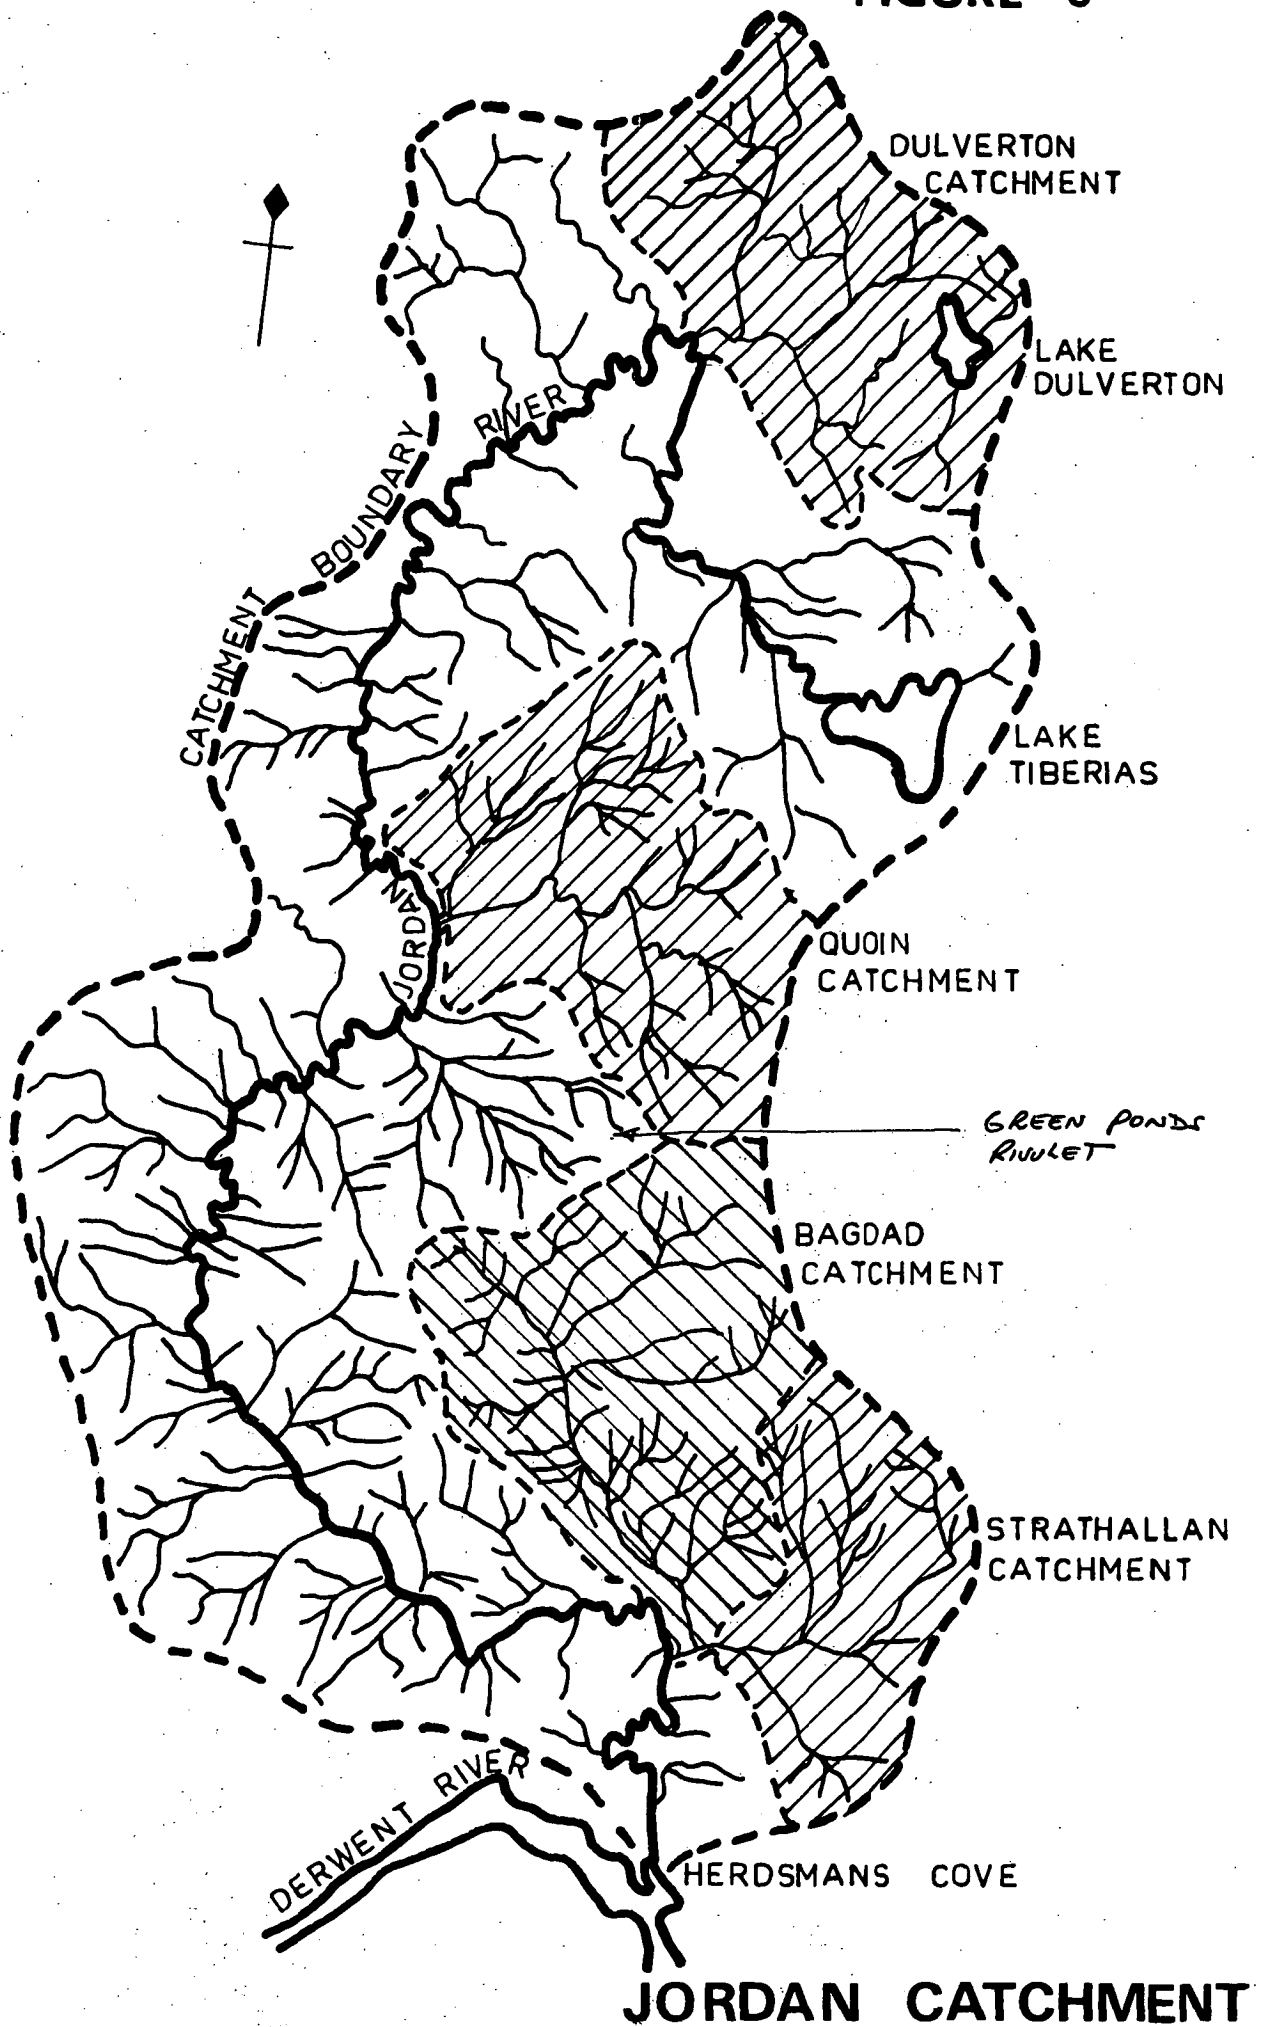 FIGURE
DULVERTON
CATCHMENT
LAKE
DULVERTON
RIVER
BOUNDARY
CATCHMENT
LAKE
TIBERIAS
JORDAN
QUOIN
CATCHMENT
GREEN PONDS
RIVULET
BAGDAD
CATCHMENT
STRATHALLAN
CATCHMENT
DERWENT RIVER
HERDSMANS COVE
JORDAN CATCHMENT